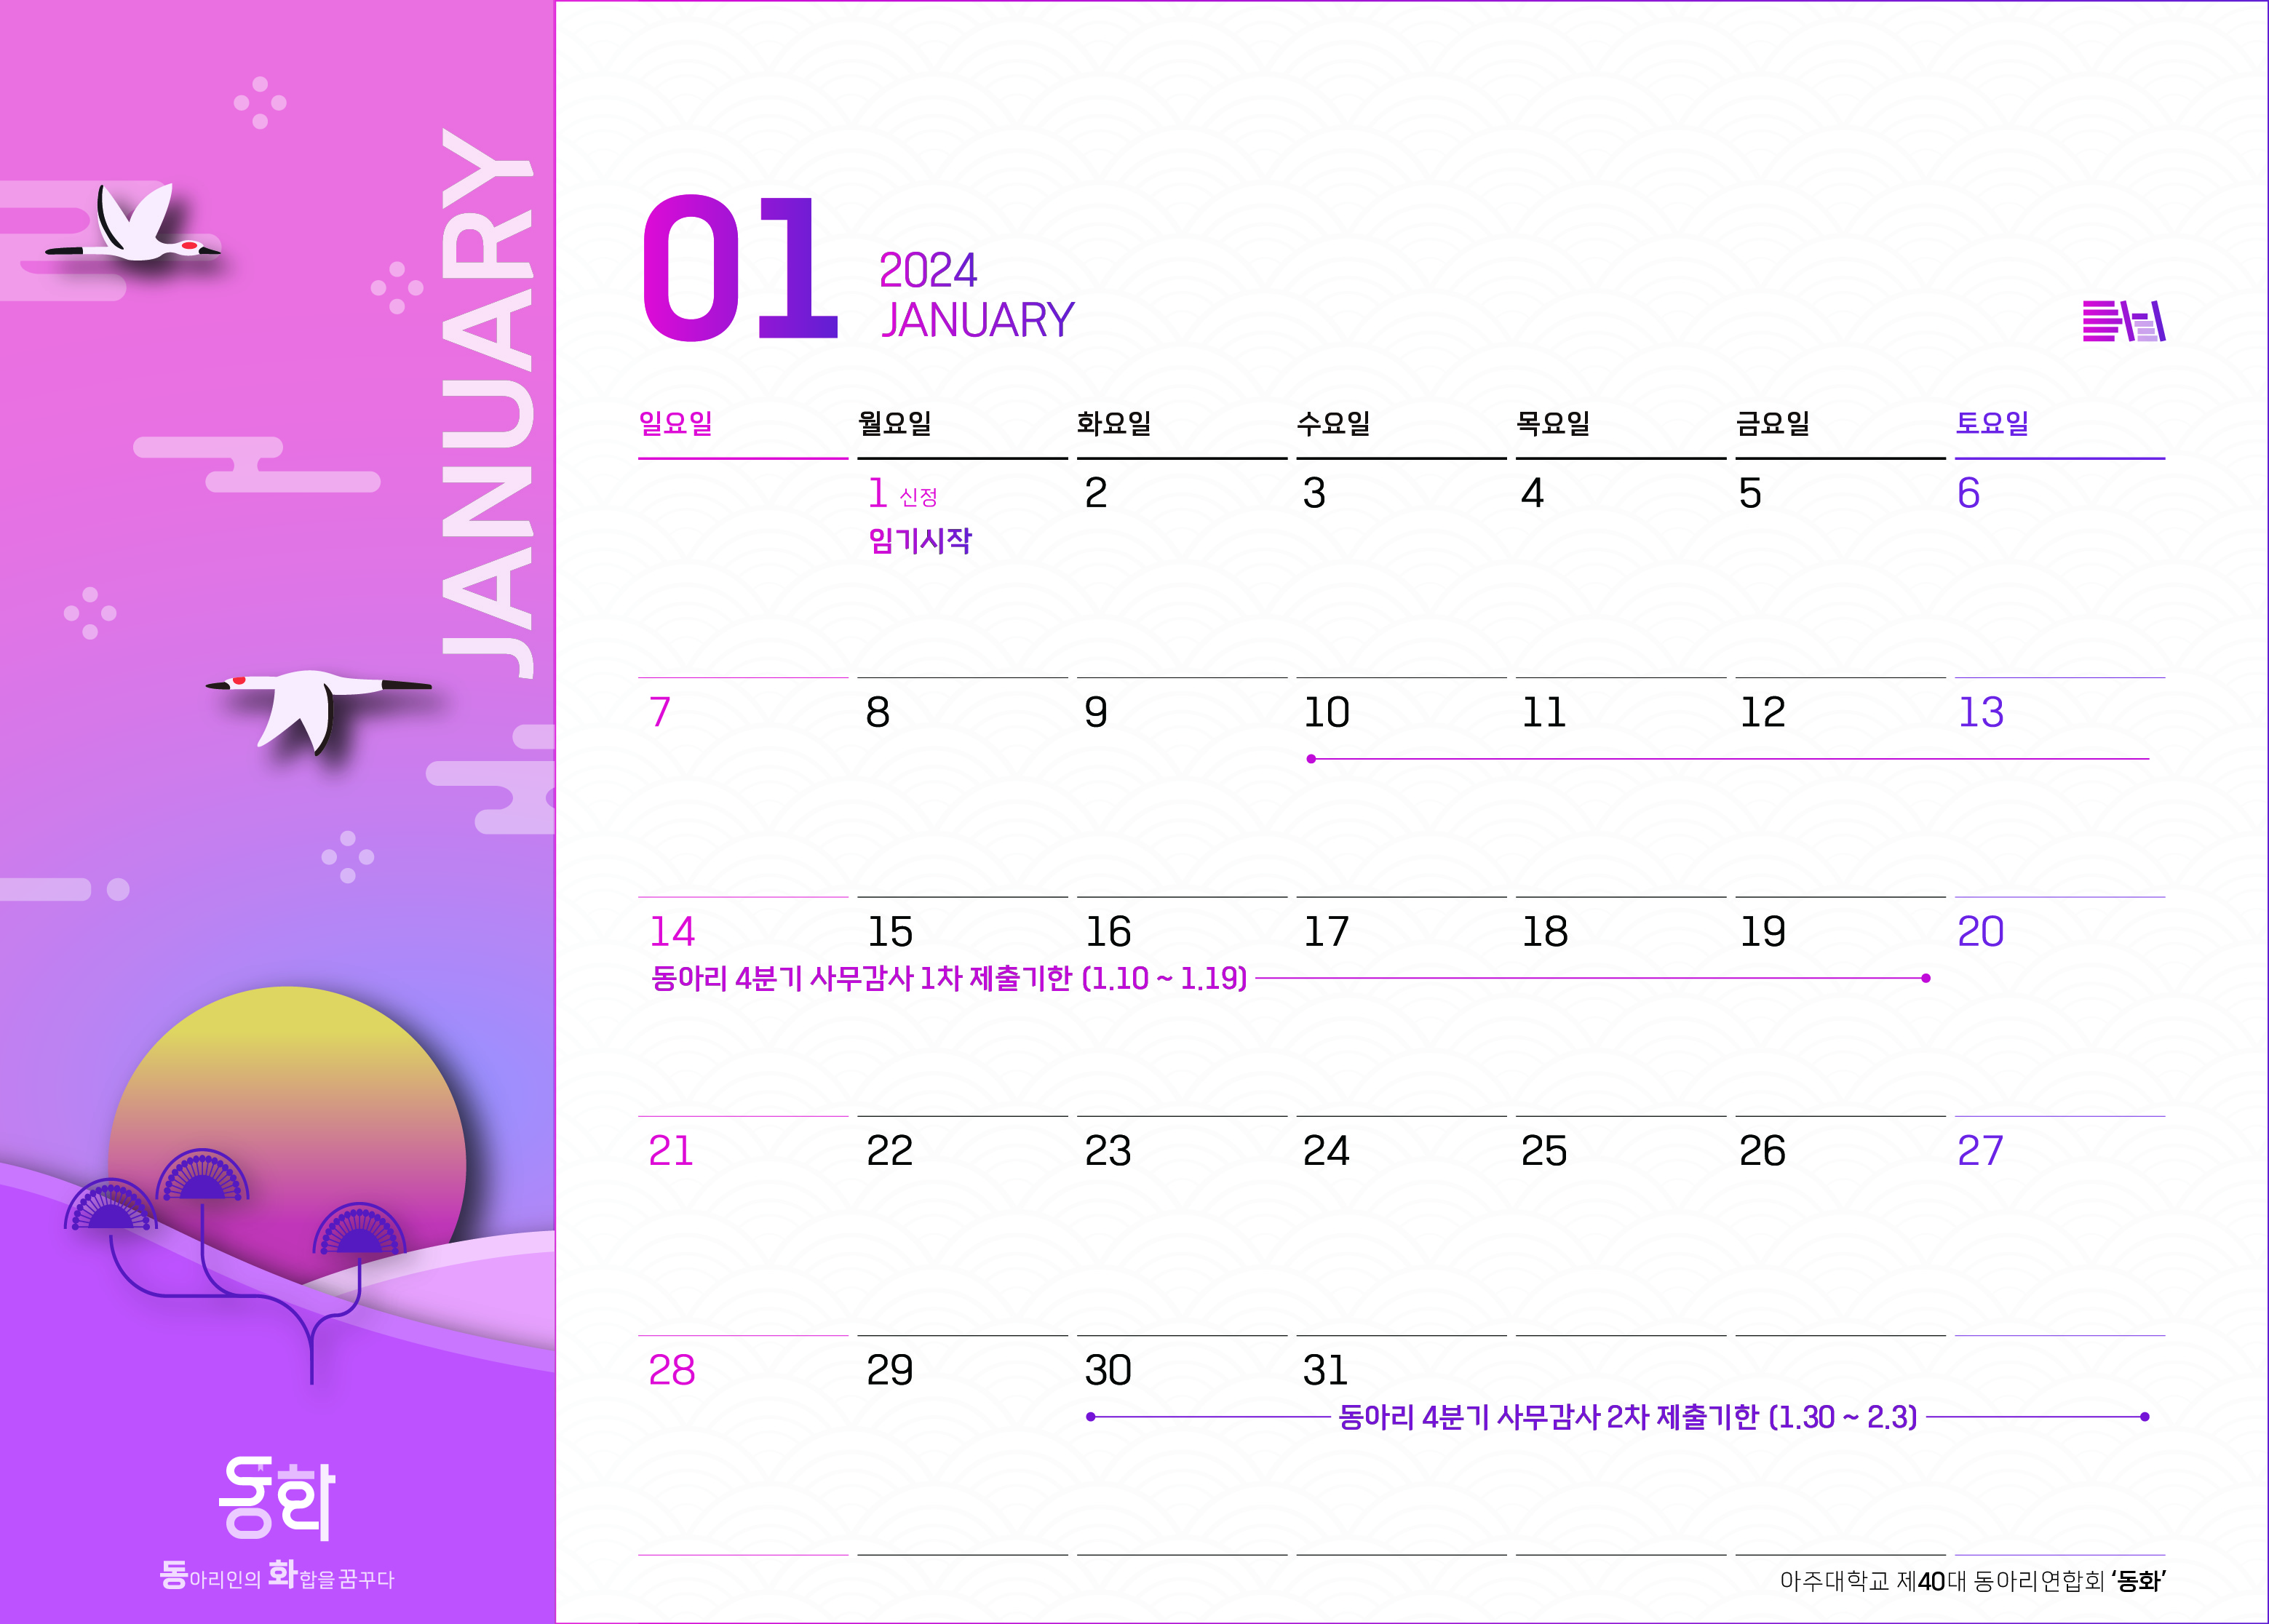 JANUARY
동화
동아리인의 화합을 꿈꾸다
01
2024
JANUARY
일요일 월요일 화요일 수요일 목요일 금요일 토요일
1 신정 2 3 4 5 6
임기시작
7 8 9 10 11 12 13
14 15 16 17 18 19 20
동아리 4분기 사무감사 1차 제출기한 (1.10 ~ 1.19)
21 22 23 24 25 26 27
28 29 30 31
동아리 4분기 사무감사 2차 제출기한 (1.30 ~ 2.3)
아주대학교 제40대 동아리연합회 ‘동화’